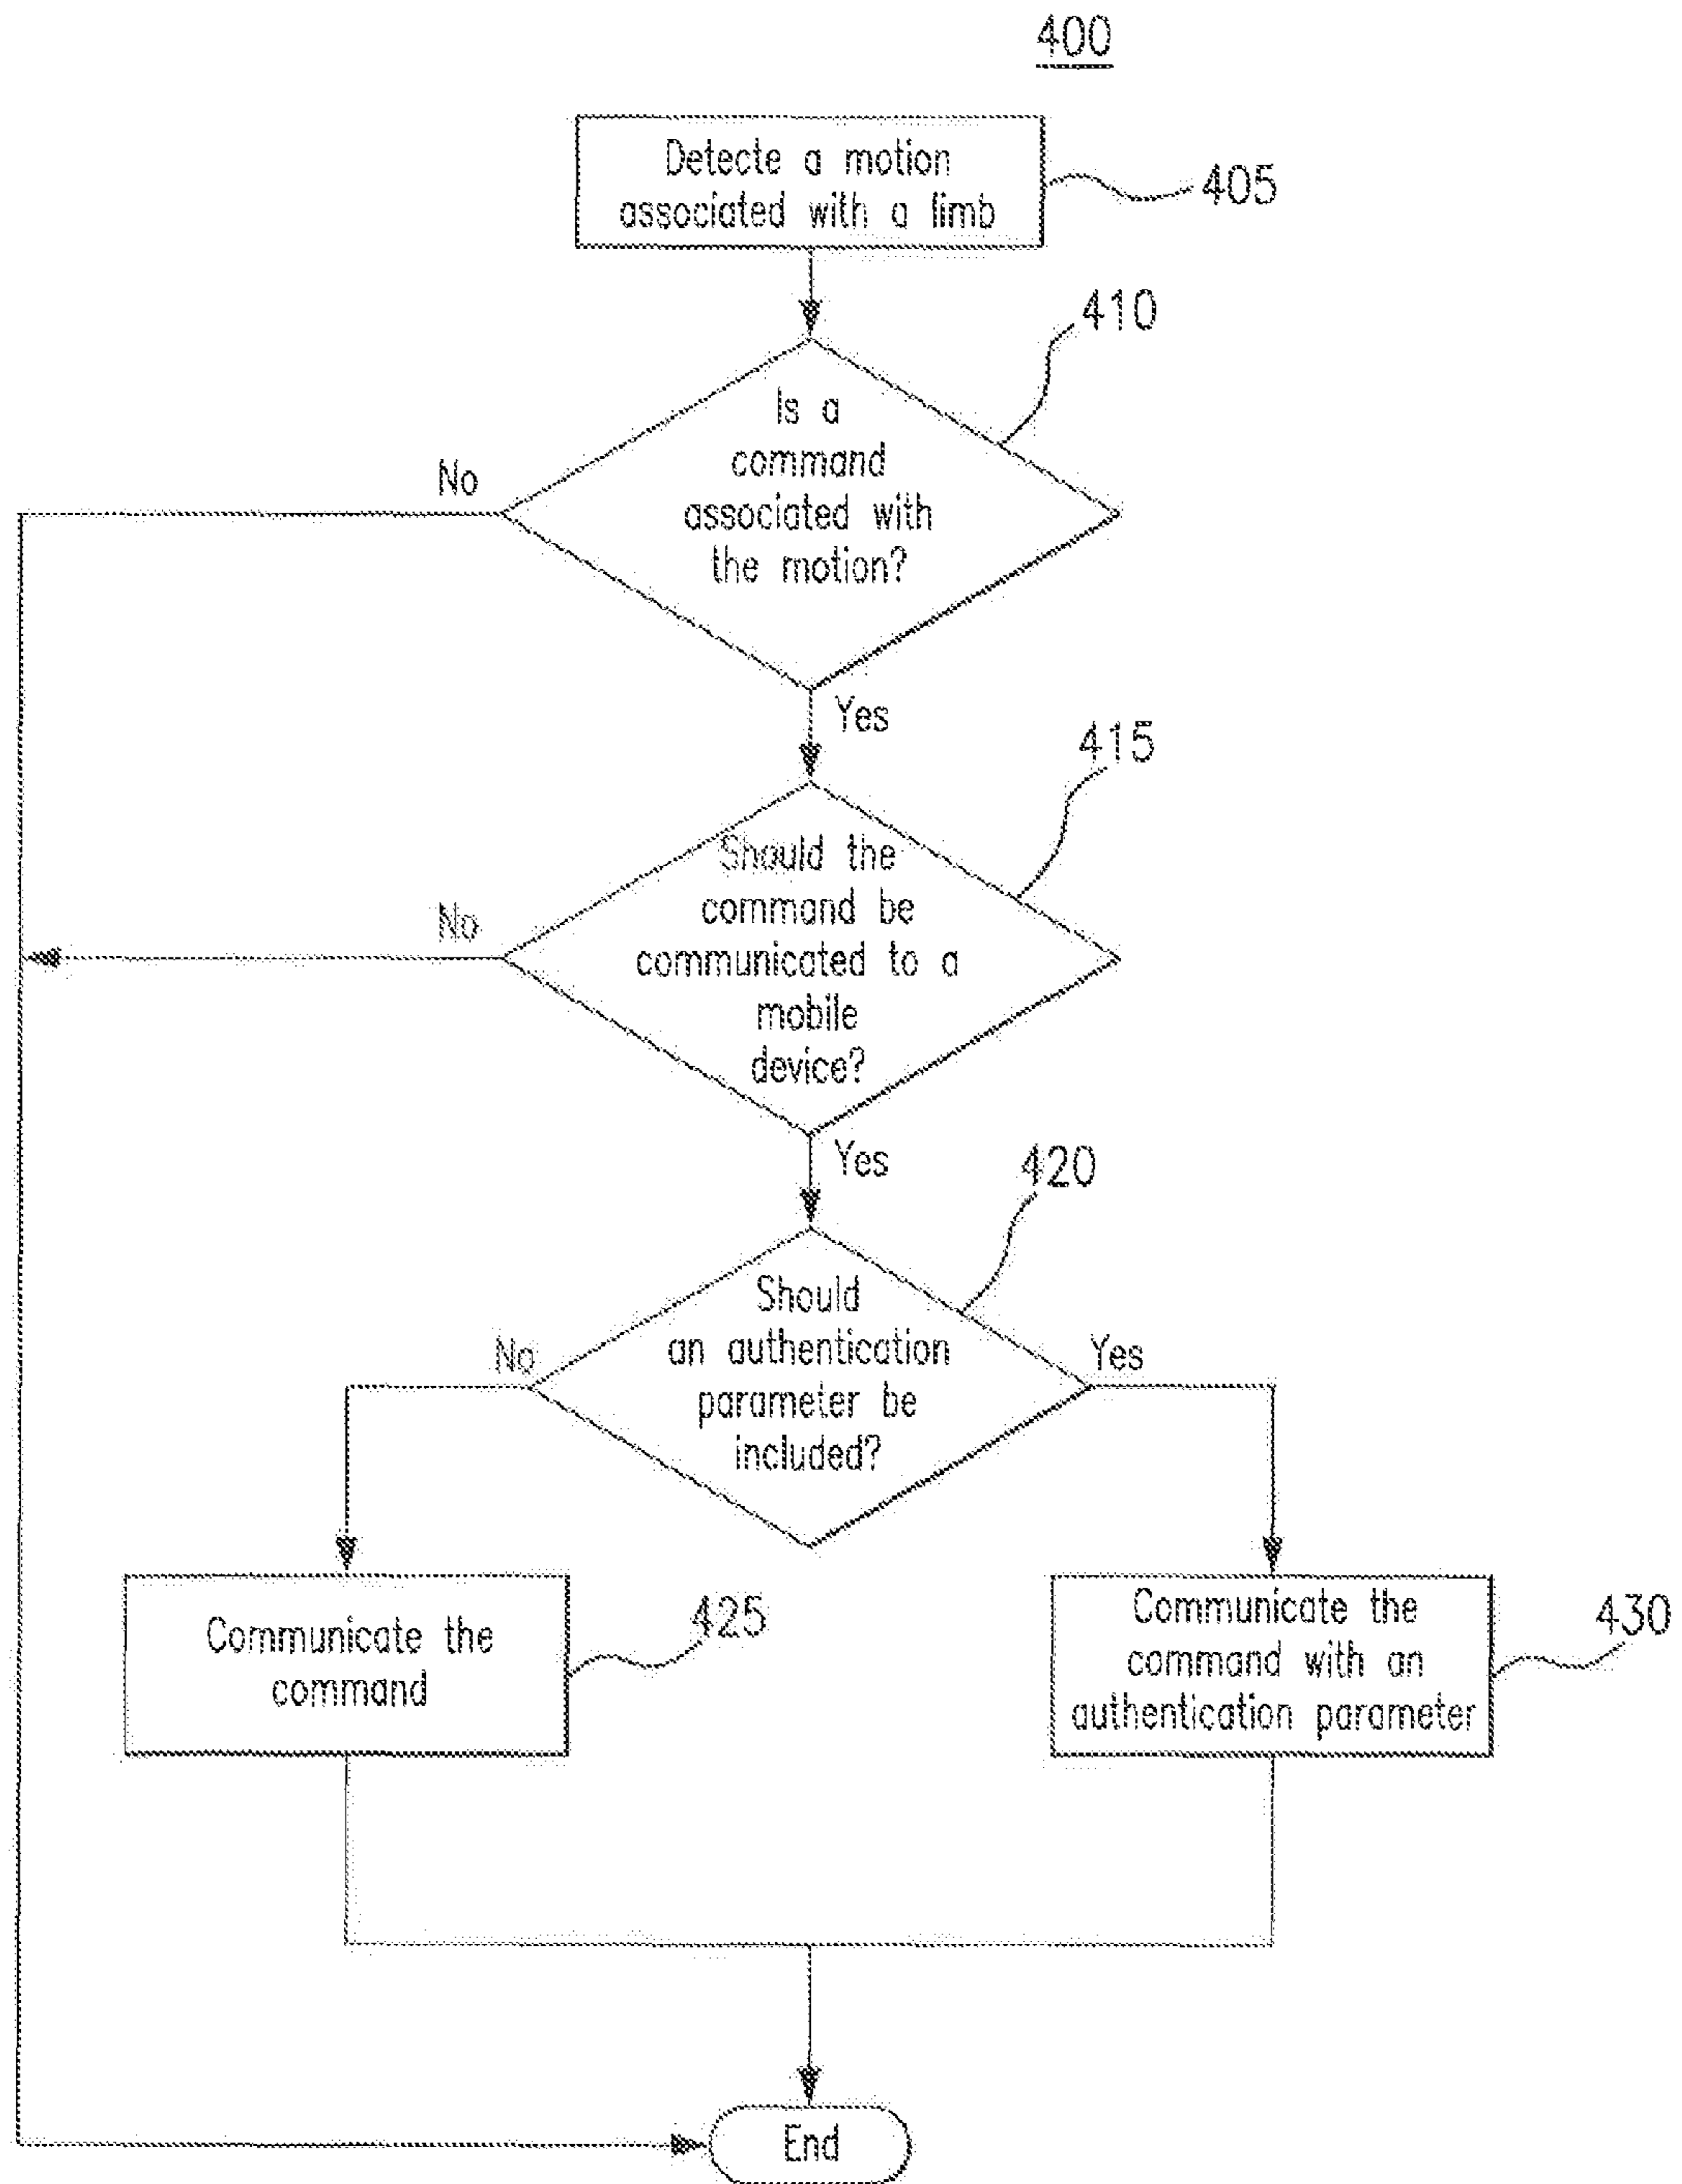 400
Detecte a motion
associated with a limb
405
410
Is a
command
associated with
the motion?
No
Yes
415
Should the
command be
communicated to a
mobile
device?
No
Yes
420
Should
an authentication
parameter be
included?
No
Yes
Communicate the
command
425
Communicate the
command with an
authentication parameter
430
End